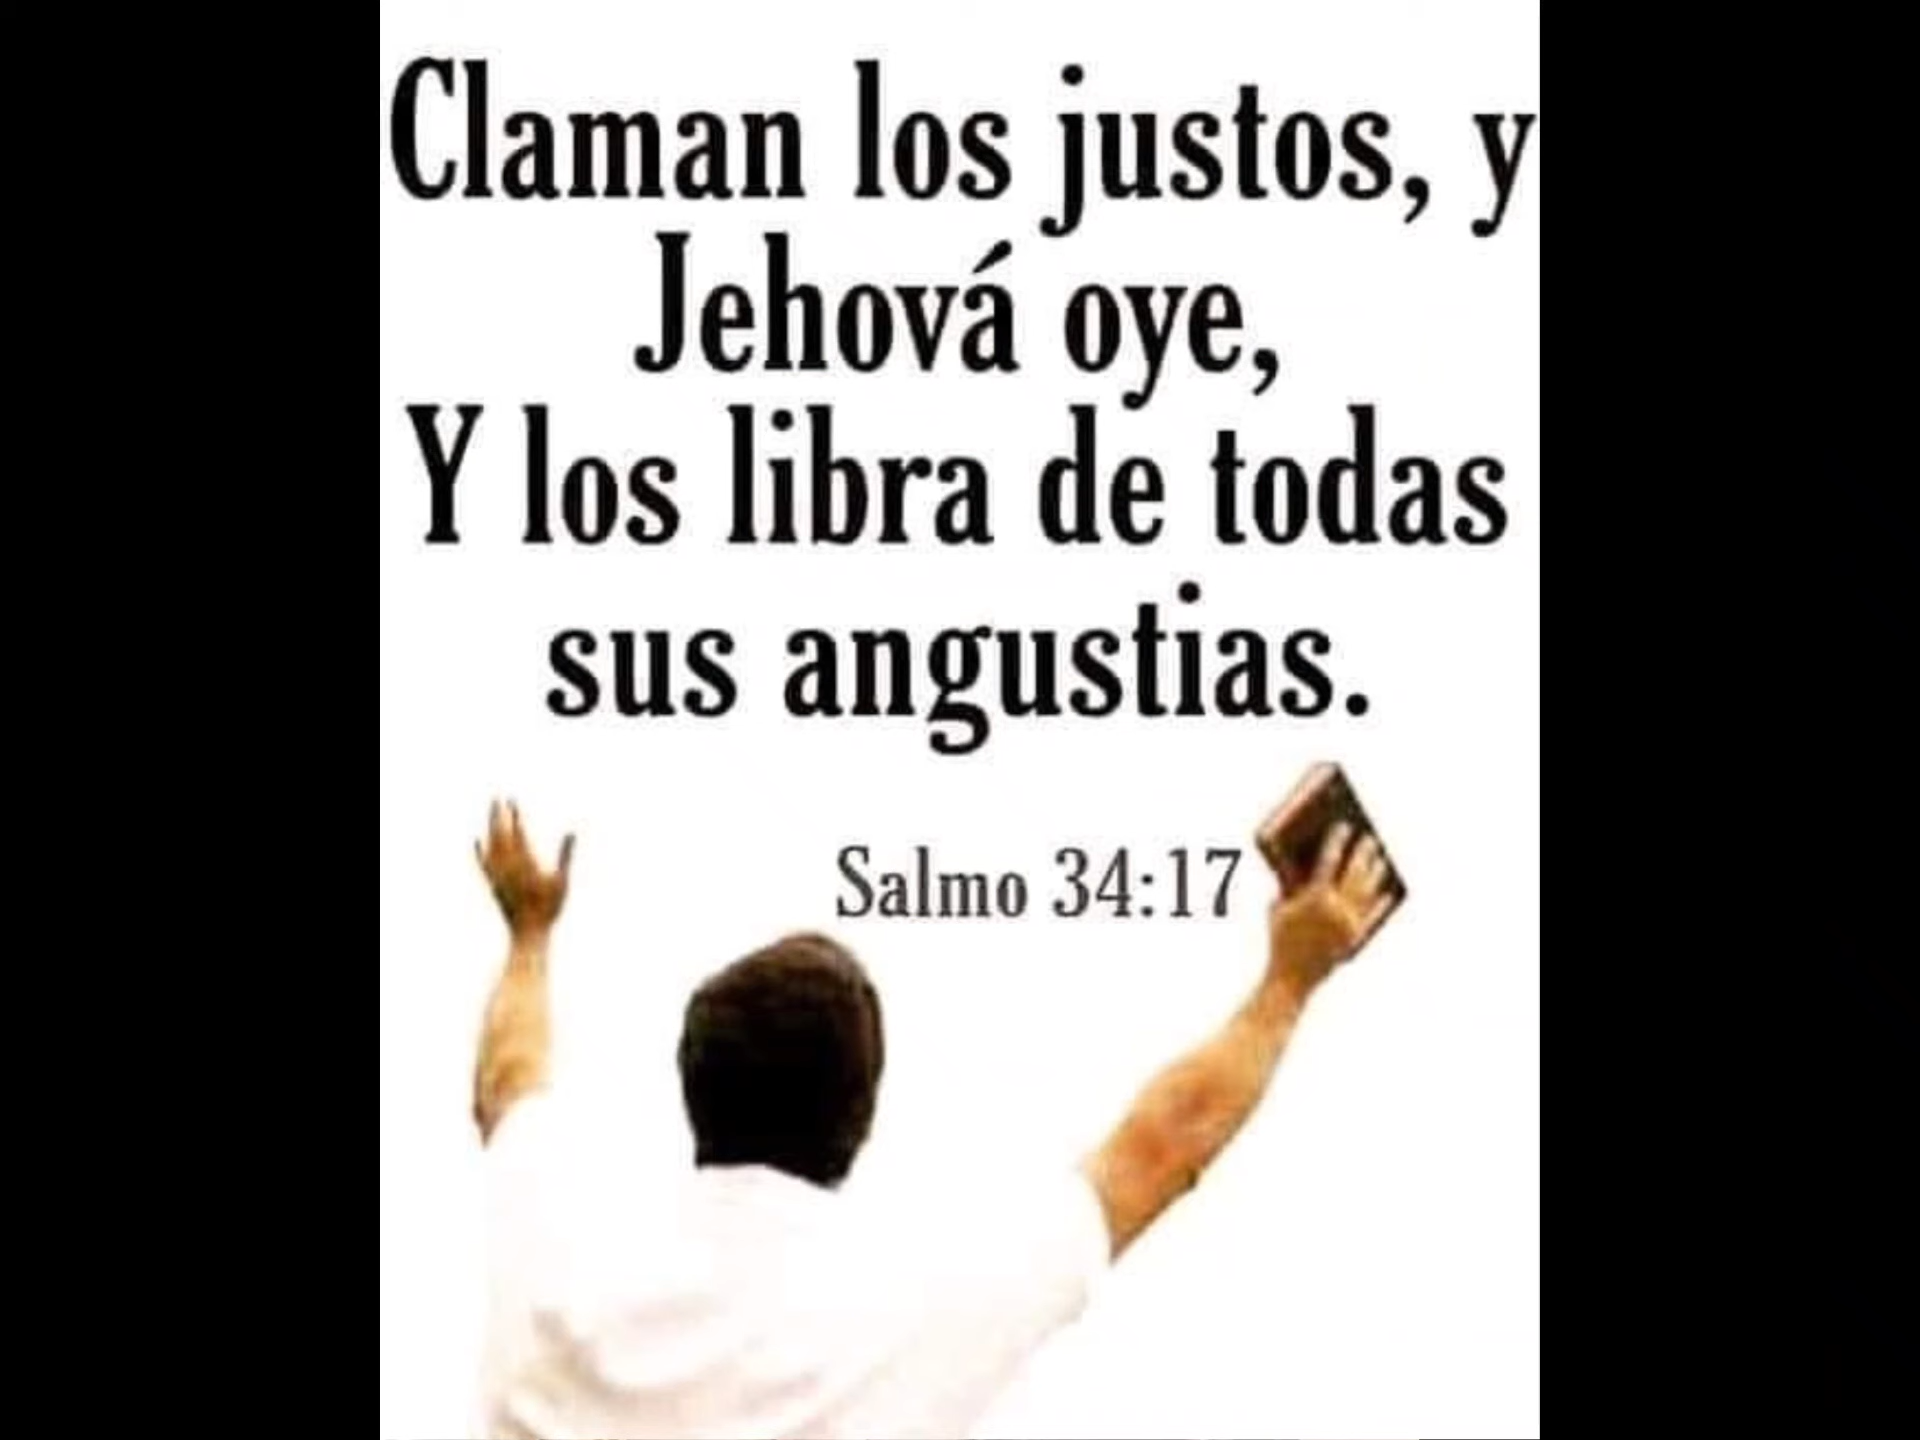 Claman los justos, y
Jehová oye,
Y los libra de todas
sus angustias.
Salmo 34:17